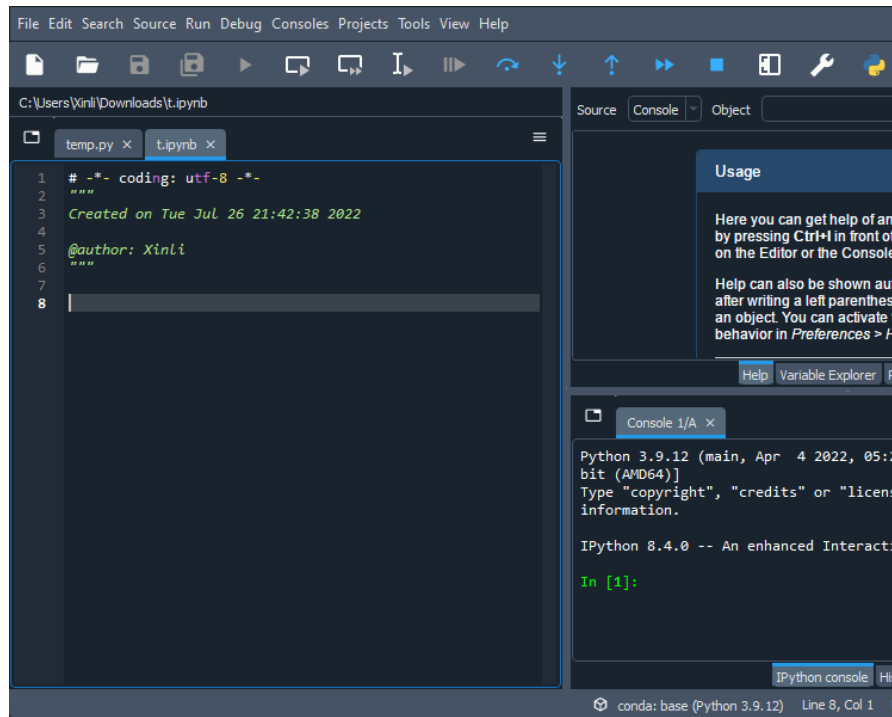 File Edit Search Source Run Debug Consoles Projects Tools View Help
C:\Users\Xinli\Downloads\t.ipynb
temp.py
t.ipynb
1 # -*- coding: utf-8 -*-
2 """
3 Created on Tue Jul 26 21:42:38 2022
4
5 @author: Xinli
6 """
7
8
Source Console Object
Usage
Here you can get help of an
by pressing Ctrl+I in front of
on the Editor or the Console
Help can also be shown
after writing a left
an object. You can activate
behavior in Preferences >
Help Variable Explorer
Console 1/A
Python 3.9.12 (main, Apr 4 2022,
bit (AMD64)]
Type "copyright", "credits" or
information.
IPython 8.4.0 -- An enhanced
In [1]:
IPython console
conda: base (Python 3.9.12) Line 8, Col 1